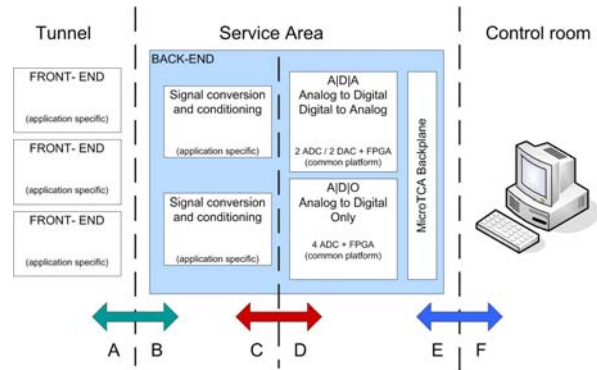 Tunnel
Service Area
Control room
BACK-END
FRONT- END
(application specific)
FRONT- END
(application specific)
FRONT- END
(application specific)
Signal conversion
and conditioning
(application specific)
Signal conversion
and conditioning
(application specific)
A|D|A
Analog to Digital
Digital to Analog
2 ADC / 2 DAC + FPGA
(common platform)
A|D|O
Analog to Digital
Only
4 ADC + FPGA
(common platform)
MicroTCA Backplane
A B C D E F